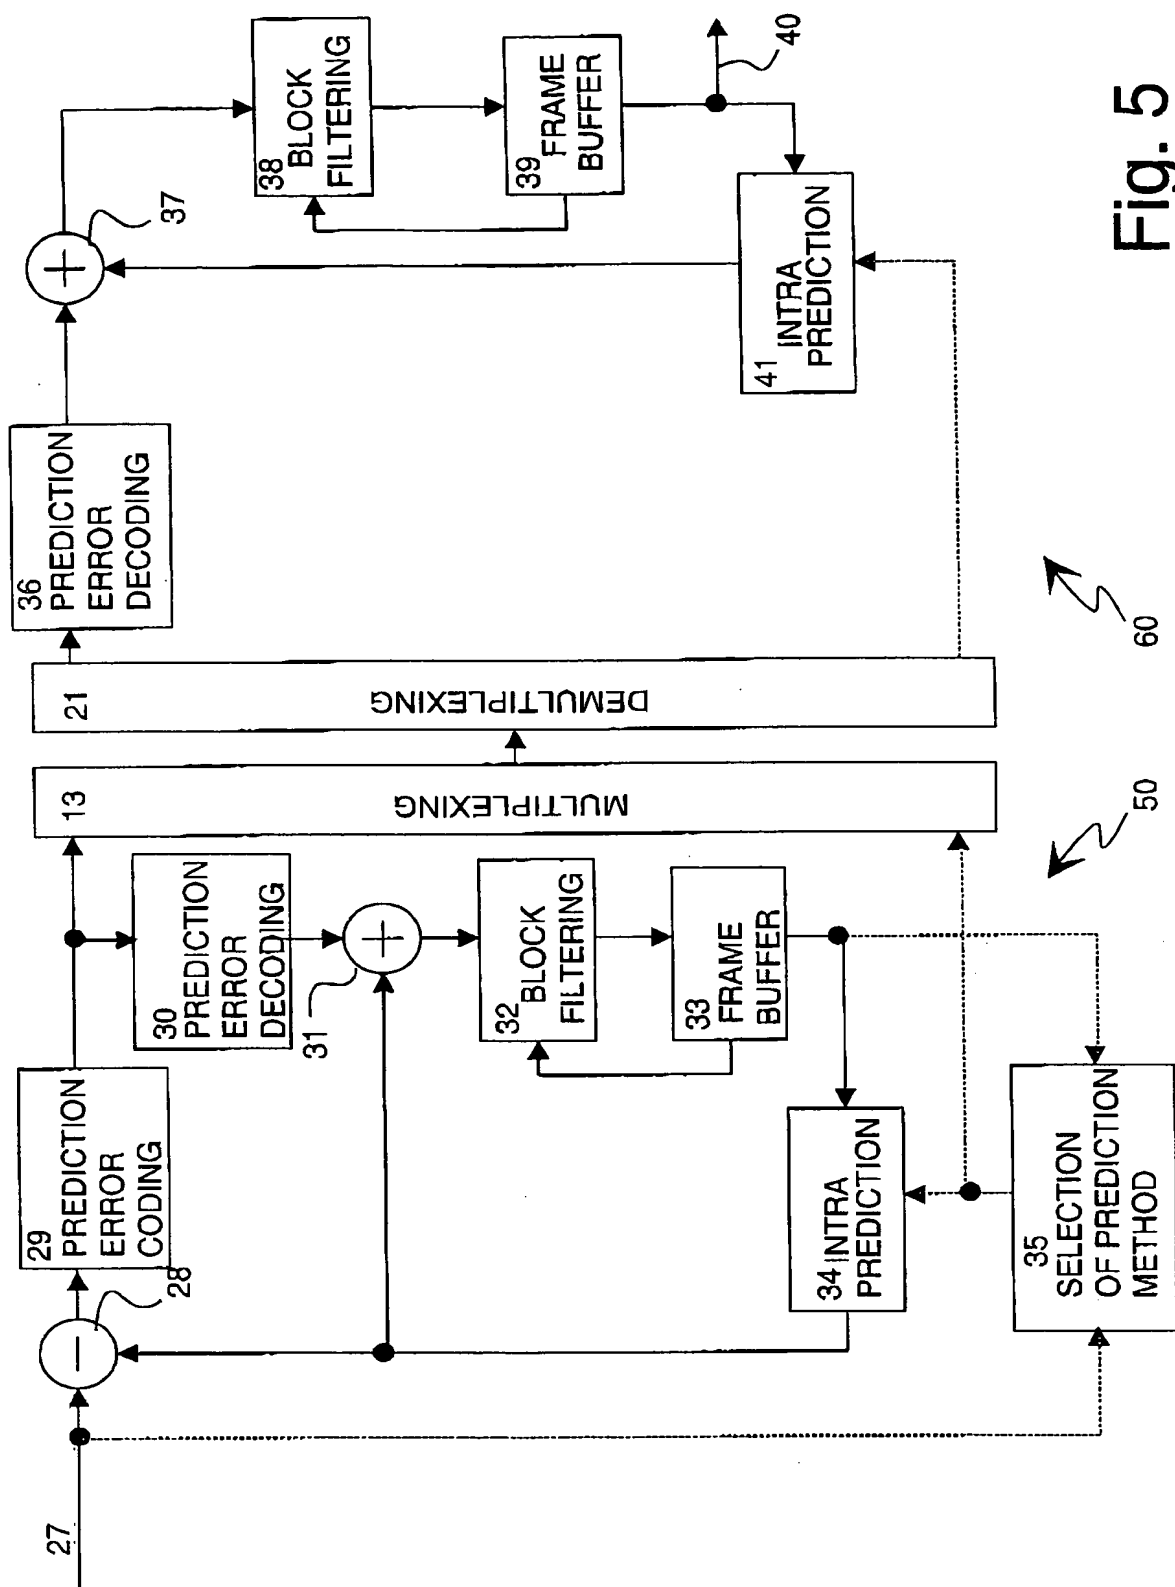 27
28
29
PREDICTION
ERROR
CODING
30
PREDICTION
ERROR
DECODING
31
32
BLOCK
FILTERING
33
FRAME
BUFFER
34
INTRA
PREDICTION
35
SELECTION
OF PREDICTION
METHOD
13
MULTIPLEXING
50
21
DEMULTIPLEXING
60
36
PREDICTION
ERROR
DECODING
37
38
BLOCK
FILTERING
39
FRAME
BUFFER
40
41
INTRA
PREDICTION
Fig. 5